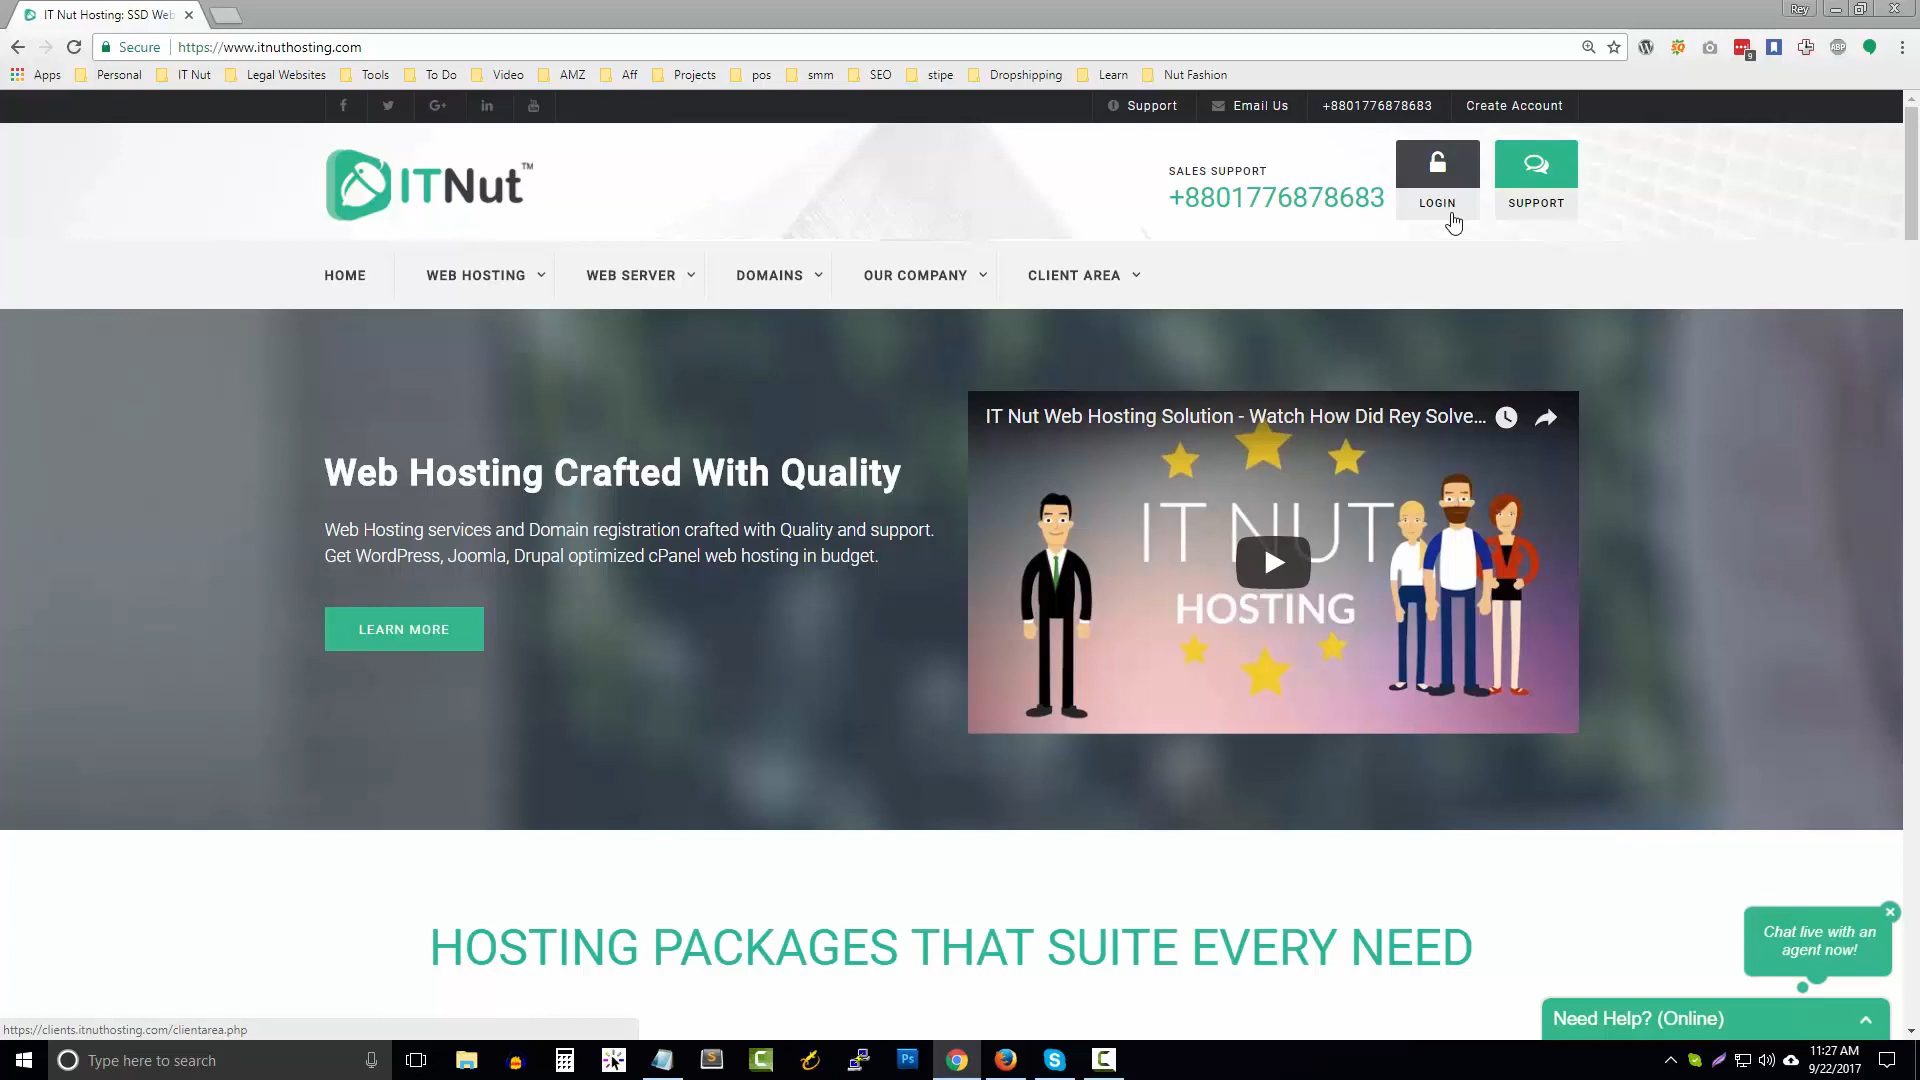 IT Nut Hosting: SSD Web
Rey
Secure
https://www.itnuthosting.com
9
ABP
Apps
Personal
IT Nut
Legal Websites
Tools
To Do
Video
AMZ
Aff
Projects
pos
smm
SEO
stipe
Dropshipping
Learn
Nut Fashion
Support
Email Us
+8801776878683
Create Account
ITNut™
SALES SUPPORT
+8801776878683
LOGIN
SUPPORT
HOME
WEB HOSTING
WEB SERVER
DOMAINS
OUR COMPANY
CLIENT AREA
IT Nut Web Hosting Solution - Watch How Did Rey Solve...
IT NUT
HOSTING
Web Hosting Crafted With Quality
Web Hosting services and Domain registration crafted with Quality and support.
Get WordPress, Joomla, Drupal optimized cPanel web hosting in budget.
LEARN MORE
HOSTING PACKAGES THAT SUITE EVERY NEED
Chat live with an
agent now!
Need Help? (Online)
https://clients.itnuthosting.com/clientarea.php
Type here to search
Ps
11:27 AM
9/22/2017